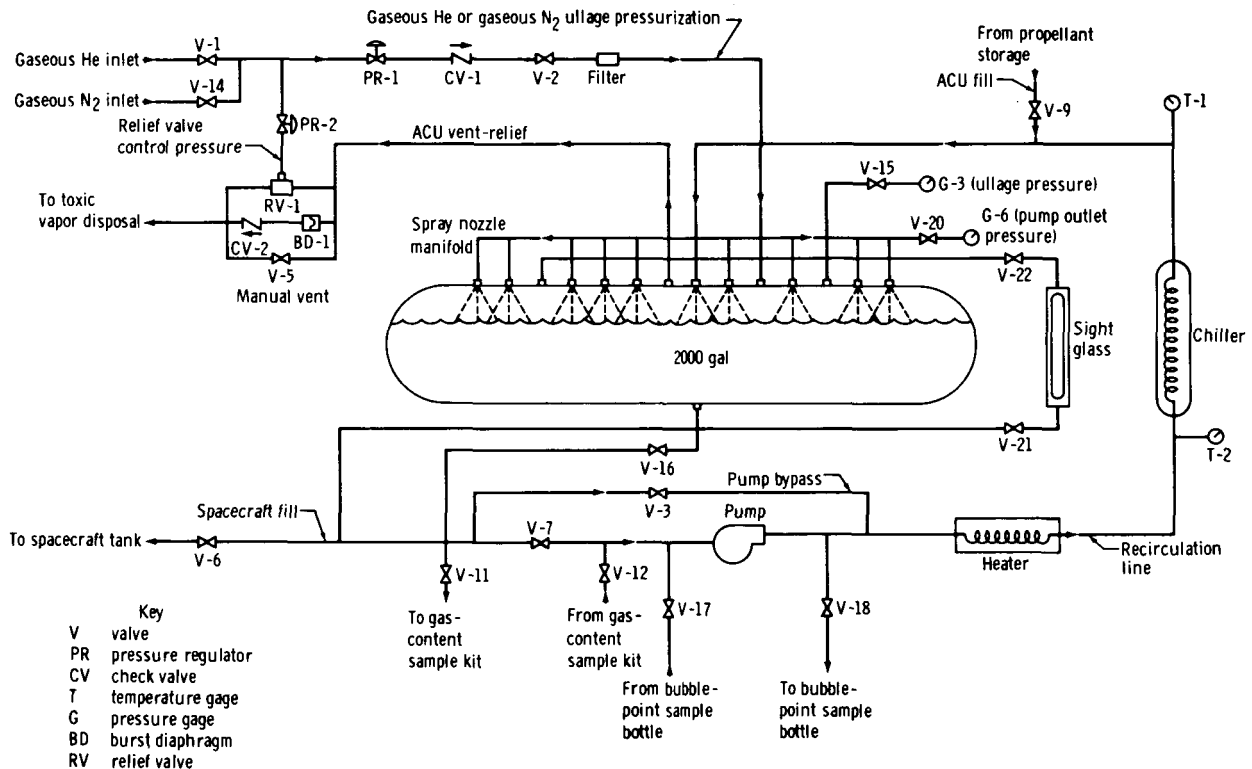 Gaseous He or gaseous N2 ullage pressurization
From propellant
storage
ACU fill
V-1
Gaseous He inlet
PR-1
CV-1
V-2
Filter
V-14
Gaseous N2 inlet
V-9
T-1
Relief valve
control pressure
PR-2
ACU vent-relief
V-15
G-3 (ullage pressure)
To toxic
vapor disposal
RV-1
CV-2
BD-1
V-5
Manual vent
Spray nozzle
manifold
V-20
G-6 (pump outlet
pressure)
V-22
2000 gal
Sight
glass
Chiller
V-16
V-21
T-2
Pump bypass
V-3
Pump
Spacecraft fill
V-7
To spacecraft tank
V-6
Heater
Recirculation
line
V-11
V-12
V-17
V-18
To gas-
content
sample kit
From gas-
content
sample kit
From bubble-
point sample
bottle
To bubble-
point sample
bottle
Key
V valve
PR pressure regulator
CV check valve
T temperature gage
G pressure gage
BD burst diaphragm
RV relief valve